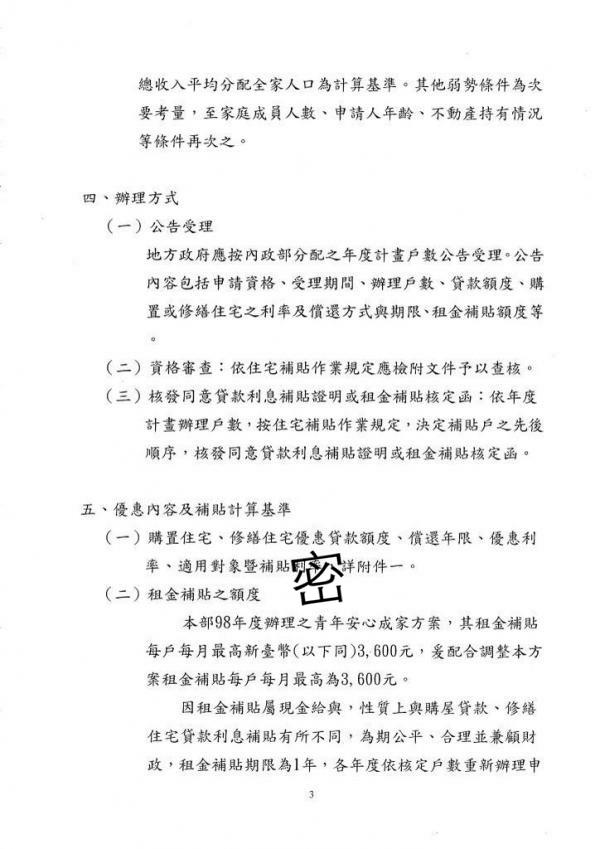 總收入平均分配全家人口為計算基準。其他弱勢條件為次
要考量，至家庭成員人數、申請人年齡、不動產持有情況
等條件再次之。
四、辦理方式
（一）公告受理
地方政府應按內政部分配之年度計畫戶數公告受理。公告
內容包括申請資格、受理期間、辦理戶數、貸款額度、購
置或修繕住宅之利率及償還方式與期限、租金補貼額度等
。
（二）資格審查：依住宅補貼作業規定應檢附文件予以查核。
（三）核發同意貸款利息補貼證明或租金補貼核定函：依年度
計畫辦理戶數，按住宅補貼作業規定，決定補貼戶之先後
順序，核發同意貸款利息補貼證明或租金補貼核定函。
五、優惠內容及補貼計算基準
（一）購置住宅、修繕住宅優惠貸款額度、償還年限、優惠利
率、適用對象暨補貼利率，詳附件一。
密
（二）租金補貼之額度
本部98年度辦理之青年安心成家方案，其租金補貼
每戶每月最高新臺幣(以下同)3,600元，爰配合調整本方
案租金補貼每戶每月最高為3,600元。
因租金補貼屬現金給與，性質上與購屋貸款、修繕
住宅貸款利息補貼有所不同，為期公平、合理並兼顧財
政，租金補貼期限為1年，各年度依核定戶數重新辦理申
3